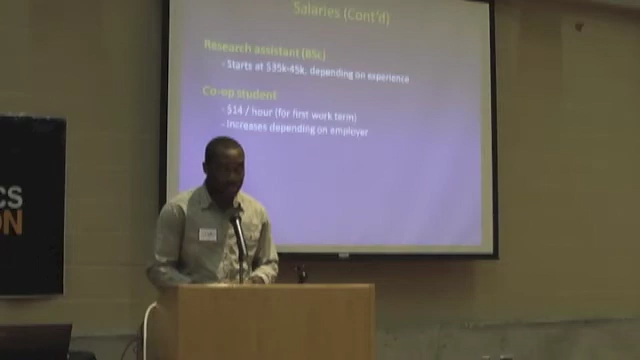 Salaries (Cont'd)
Research assistant (BSc)
- Starts at $35k-45k, depending on experience
Co-op student
- $14 / hour (for first work term)
- Increases depending on employer
CS
ON